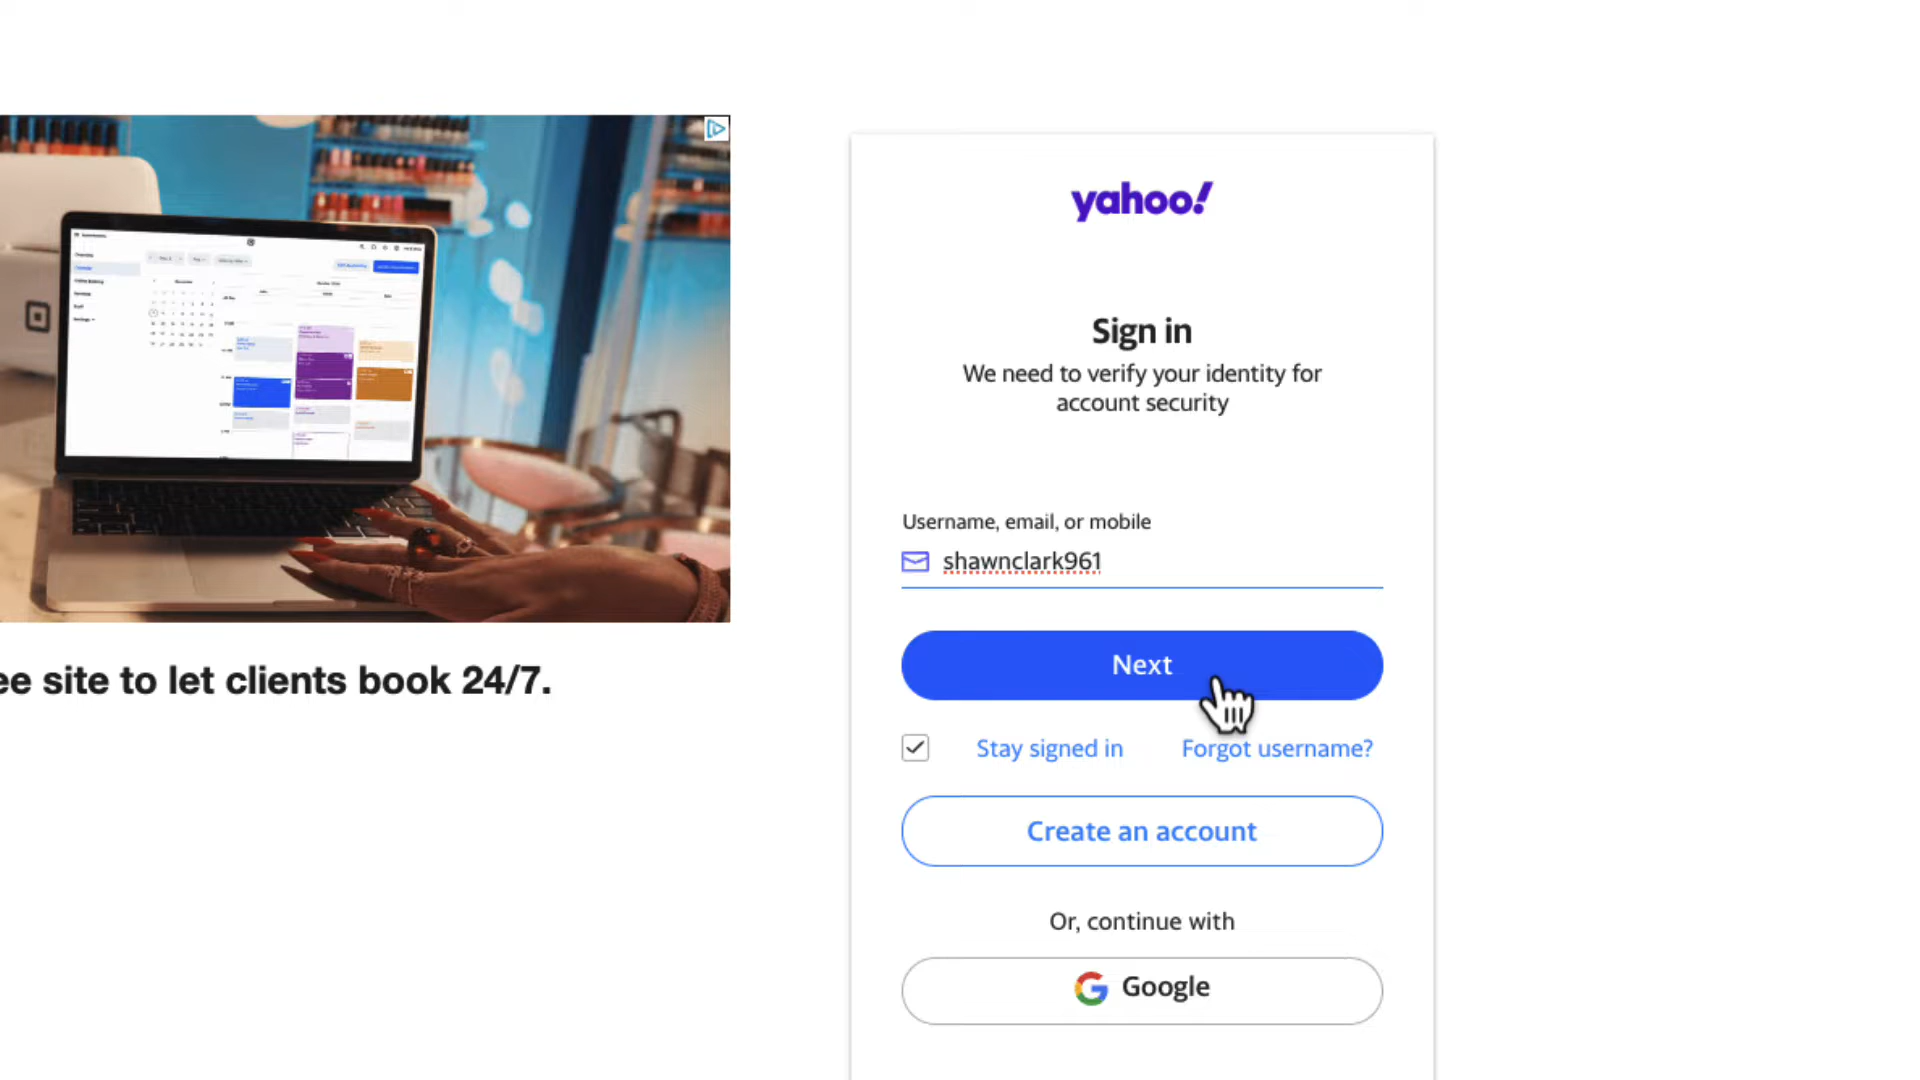 yahoo!
Sign in
We need to verify your identity for
account security
Username, email, or mobile
shawnclark961
Next
Stay signed in
Forgot username?
Create an account
Or, continue with
Google
ee site to let clients book 24/7.